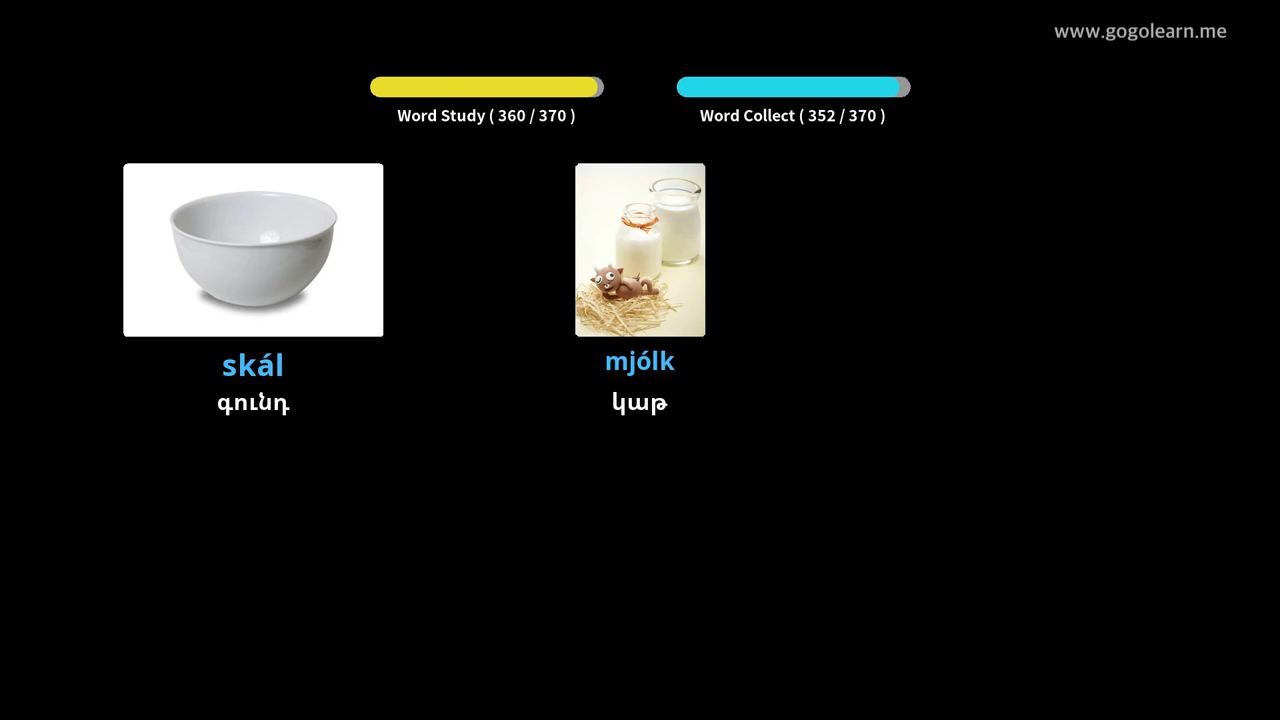 www.gogolearn.me
Word Study ( 360 / 370 )
Word Collect ( 352 / 370 )
skál
գունդ
mjólk
կաթ